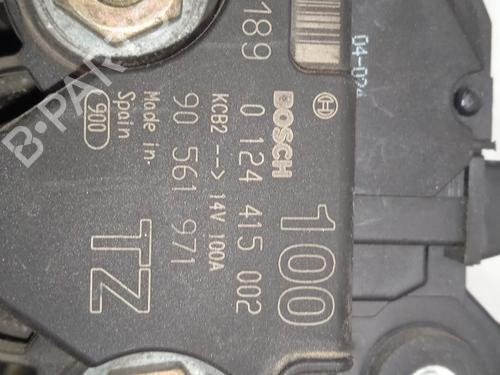 189
BOSCH
100
0 124 415 002
KCB2 --> 14V 100A
90 561 971
Made in
Spain
TZ
900
04-02
B-PARTS